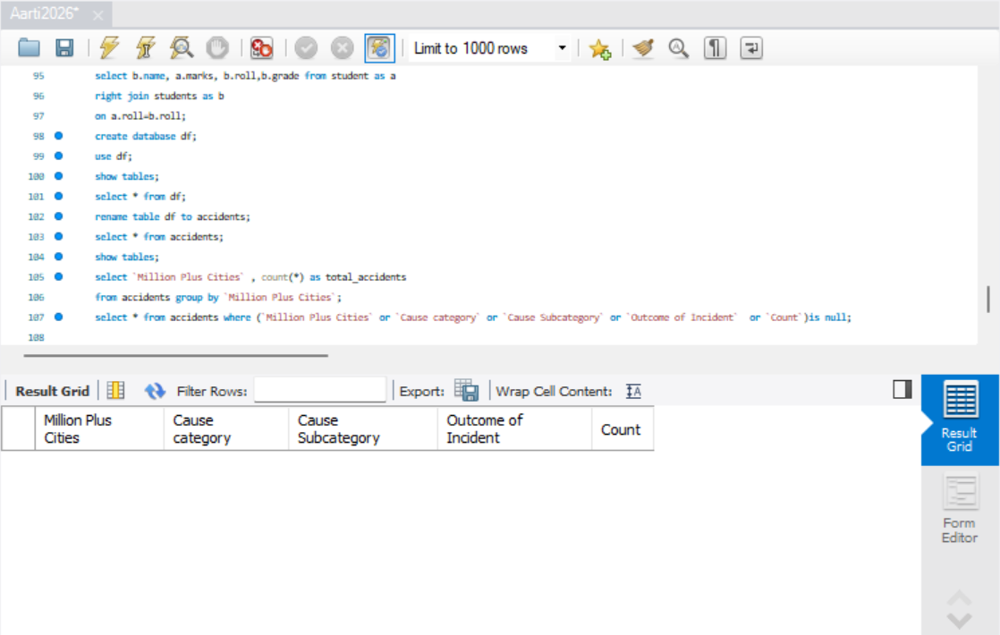 Aarti2026*
Limit to 1000 rows
95 select b.name, a.marks, b.roll,b.grade from student as a
96 right join students as b
97 on a.roll=b.roll;
98 create database df;
99 use df;
100 show tables;
101 select * from df;
102 rename table df to accidents;
103 select * from accidents;
104 show tables;
105 select `Million Plus Cities` , count(*) as total_accidents
106 from accidents group by `Million Plus Cities`;
107 select * from accidents where (`Million Plus Cities` or `Cause category` or `Cause Subcategory` or `Outcome of Incident`  or `Count`)is null;
108
Result Grid Filter Rows: Export: Wrap Cell Content: IA
Million Plus Cities
Cause category
Cause Subcategory
Outcome of Incident
Count
Result
Grid
Form
Editor